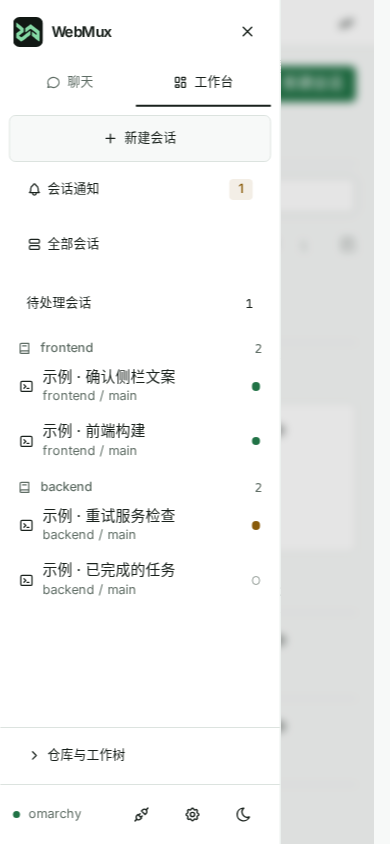 WebMux
聊天
工作台
新建会话
会话通知 1
全部会话
待处理会话 1
frontend 2
示例 · 确认侧栏文案
frontend / main
示例 · 前端构建
frontend / main
backend 2
示例 · 重试服务检查
backend / main
示例 · 已完成的任务
backend / main
仓库与工作树
omarchy